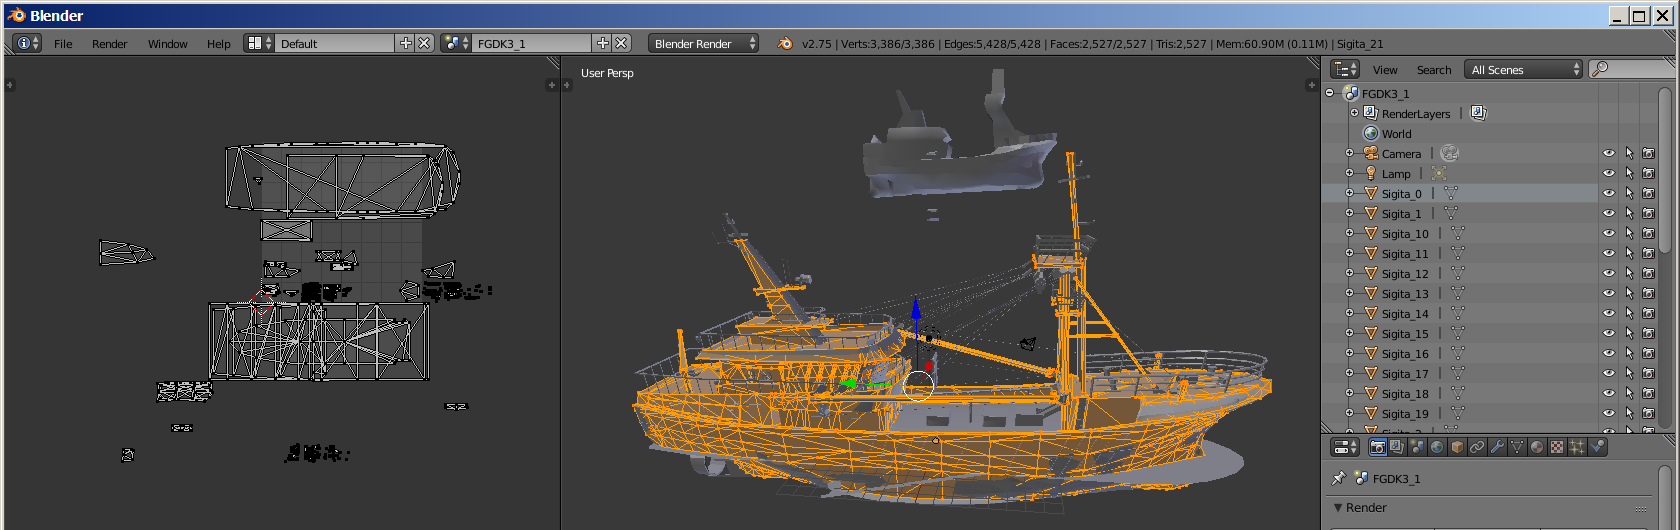 Blender
File Render Window Help Default FGDK3_1 Blender Render v2.75 | Verts:3,386/3,386 | Edges:5,428/5,428 | Faces:2,527/2,527 | Tris:2,527 | Mem:60.90M (0.11M) | Sigita_21
User Persp
View Search All Scenes
FGDK3_1
RenderLayers
World
Camera
Lamp
Sigita_0
Sigita_1
Sigita_10
Sigita_11
Sigita_12
Sigita_13
Sigita_14
Sigita_15
Sigita_16
Sigita_17
Sigita_18
Sigita_19
FGDK3_1
Render